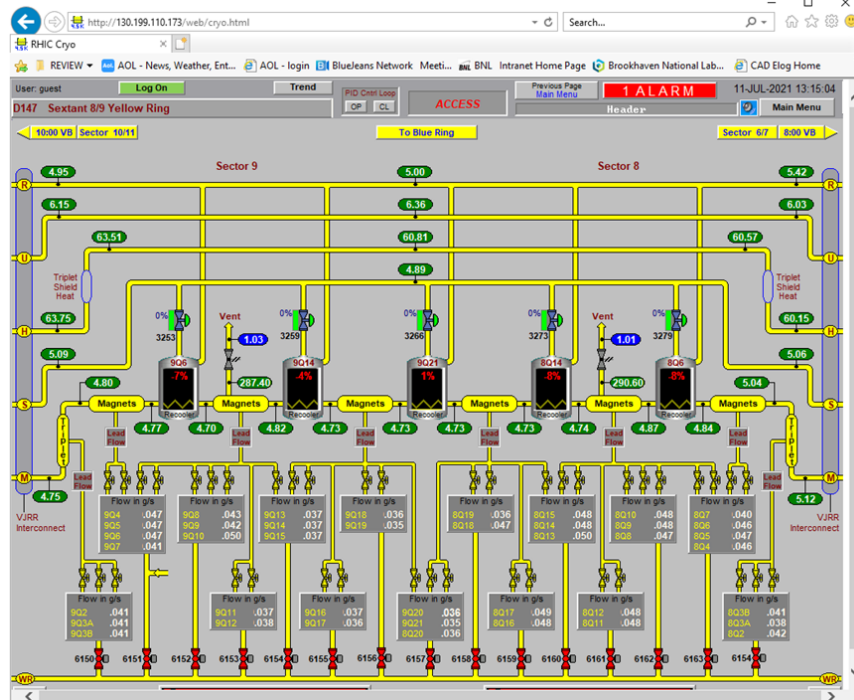 http://130.199.110.173/web/cryo.html
Search...
RHIC Cryo
REVIEW
AOL - News, Weather, Ent...
AOL - login
BlueJeans Network
Meeti...
BNL Intranet Home Page
Brookhaven National Lab...
CAD Elog Home
User: guest
Log On
Trend
PID Cntrl Loop
OP CL
ACCESS
Previous Page
Main Menu
1 ALARM
11-JUL-2021 13:15:04
D147 Sextant 8/9 Yellow Ring
Header
Main Menu
10:00 VB Sector 10/11
To Blue Ring
Sector 6/7 8:00 VB
Sector 9
Sector 8
4.95 5.00 5.42
R R
6.15 6.36 6.03
63.51 60.81 60.57
U U
4.89
Triplet
Shield
Heat
Triplet
Shield
Heat
63.75 60.15
H H
0% 0% 0% 0% 0%
Vent Vent
3253 3259 3266 3273 3279
1.03 1.01
5.09 5.06
9Q6 9Q14 9Q21 8Q14 8Q6
-7% -4% 1% -8% -8%
287.40 290.60
4.80 5.04
S S
Magnets Magnets Magnets Magnets Magnets Magnets
Recooler Recooler Recooler Recooler Recooler
4.77 4.70 4.82 4.73 4.73 4.73 4.73 4.74 4.87 4.84
Triplet Triplet
Lead
Flow
Lead
Flow
Lead
Flow
Lead
Flow
Lead
Flow
Lead
Flow
Lead
Flow
Lead
Flow
M M
4.75 5.12
VJRR
Interconnect
VJRR
Interconnect
Flow in g/s
9Q4 .047
9Q5 .047
9Q6 .047
9Q7 .041
Flow in g/s
9Q8 .043
9Q9 .042
9Q10 .050
Flow in g/s
9Q13 .037
9Q14 .037
9Q15 .037
Flow in g/s
9Q18 .036
9Q19 .035
Flow in g/s
8Q19 .036
8Q18 .047
Flow in g/s
8Q15 .048
8Q14 .048
8Q13 .050
Flow in g/s
8Q10 .048
8Q9 .048
8Q8 .047
Flow in g/s
8Q7 .040
8Q6 .046
8Q5 .047
8Q4 .046
Flow in g/s
9Q2 .041
9Q3A .041
9Q3B .041
Flow in g/s
9Q11 .037
9Q12 .038
Flow in g/s
9Q16 .037
9Q17 .036
Flow in g/s
9Q20 .036
9Q21 .035
8Q20 .036
Flow in g/s
8Q17 .049
8Q16 .048
Flow in g/s
8Q12 .048
8Q11 .048
Flow in g/s
8Q3B .041
8Q3A .038
8Q2 .042
6150 6151 6152 6153 6154 6155 6156 6157 6158 6159 6160 6161 6162 6163 6154
WR WR